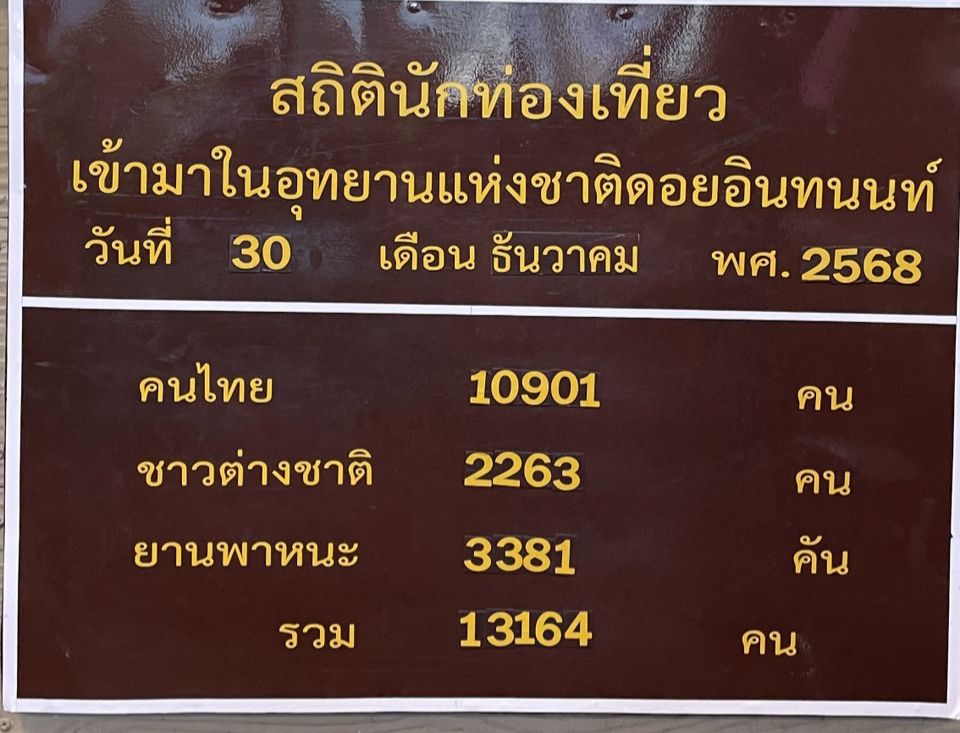 สถิตินักท่องเที่ยว
เข้ามาในอุทยานแห่งชาติดอยอินทนนท์
วันที่ 30 เดือน ธันวาคม พศ. 2568
คนไทย 10901 คน
ชาวต่างชาติ 2263 คน
ยานพาหนะ 3381 คัน
รวม 13164 คน